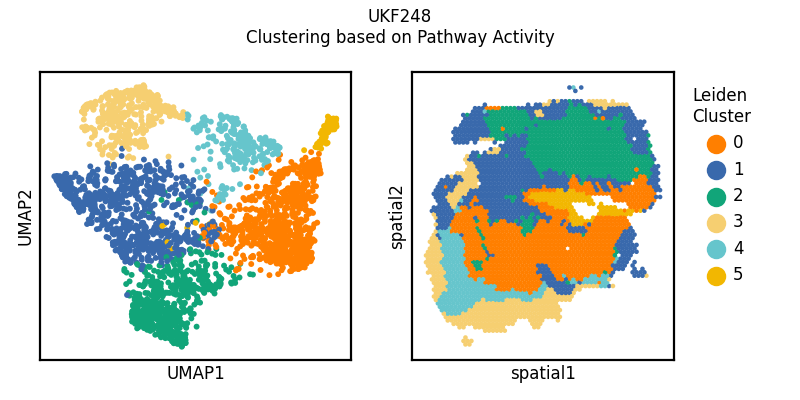 UKF248
Clustering based on Pathway Activity
UMAP2
UMAP1
spatial2
spatial1
Leiden
Cluster
0
1
2
3
4
5